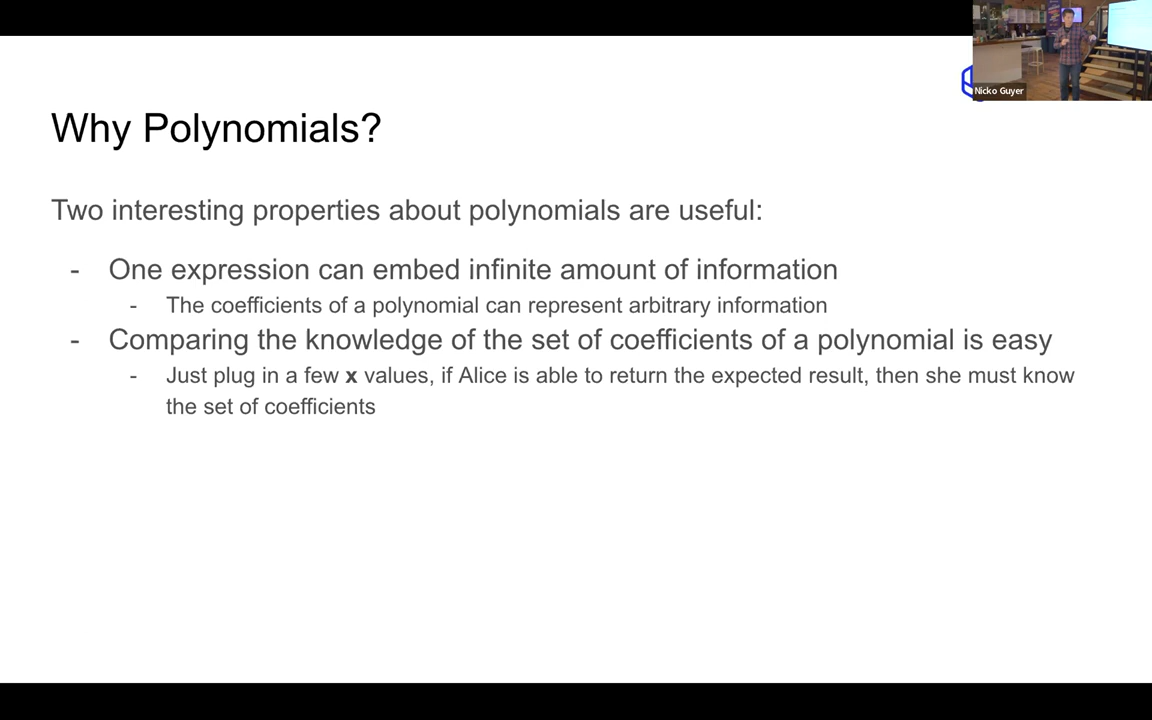 Nicko Guyer
Why Polynomials?
Two interesting properties about polynomials are useful:
- One expression can embed infinite amount of information
- The coefficients of a polynomial can represent arbitrary information
- Comparing the knowledge of the set of coefficients of a polynomial is easy
- Just plug in a few x values, if Alice is able to return the expected result, then she must know
the set of coefficients